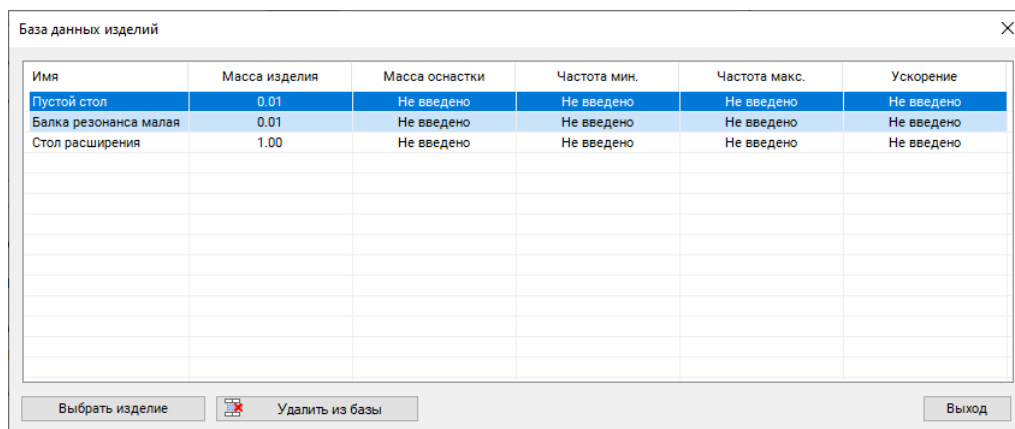 База данных изделий
Имя Масса изделия Масса оснастки Частота мин. Частота макс. Ускорение
Пустой стол 0.01 Не введено Не введено Не введено Не введено
Балка резонанса малая 0.01 Не введено Не введено Не введено Не введено
Стол расширения 1.00 Не введено Не введено Не введено Не введено
Выбрать изделие Удалить из базы Выход